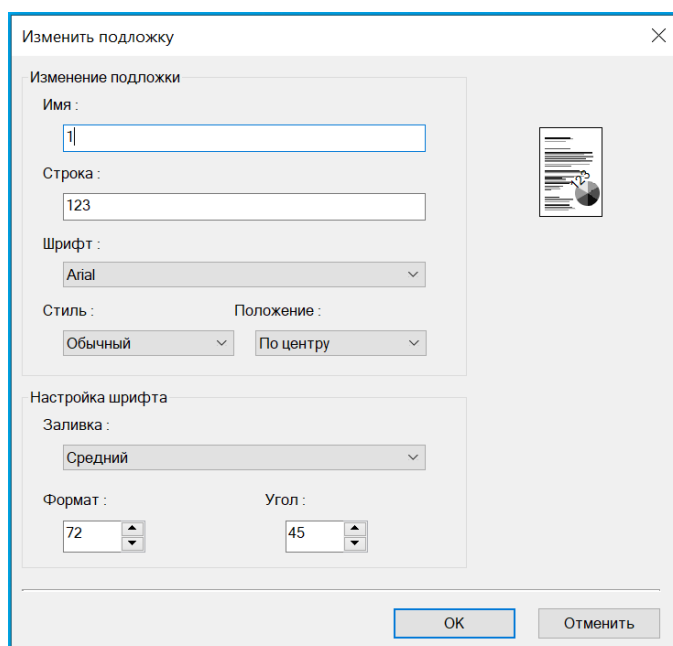 Изменить подложку
Изменение подложки
Имя :
1
Строка :
123
Шрифт :
Arial
Стиль : Положение :
Обычный По центру
Настройка шрифта
Заливка :
Средний
Формат : Угол :
72 45
OK Отменить
123